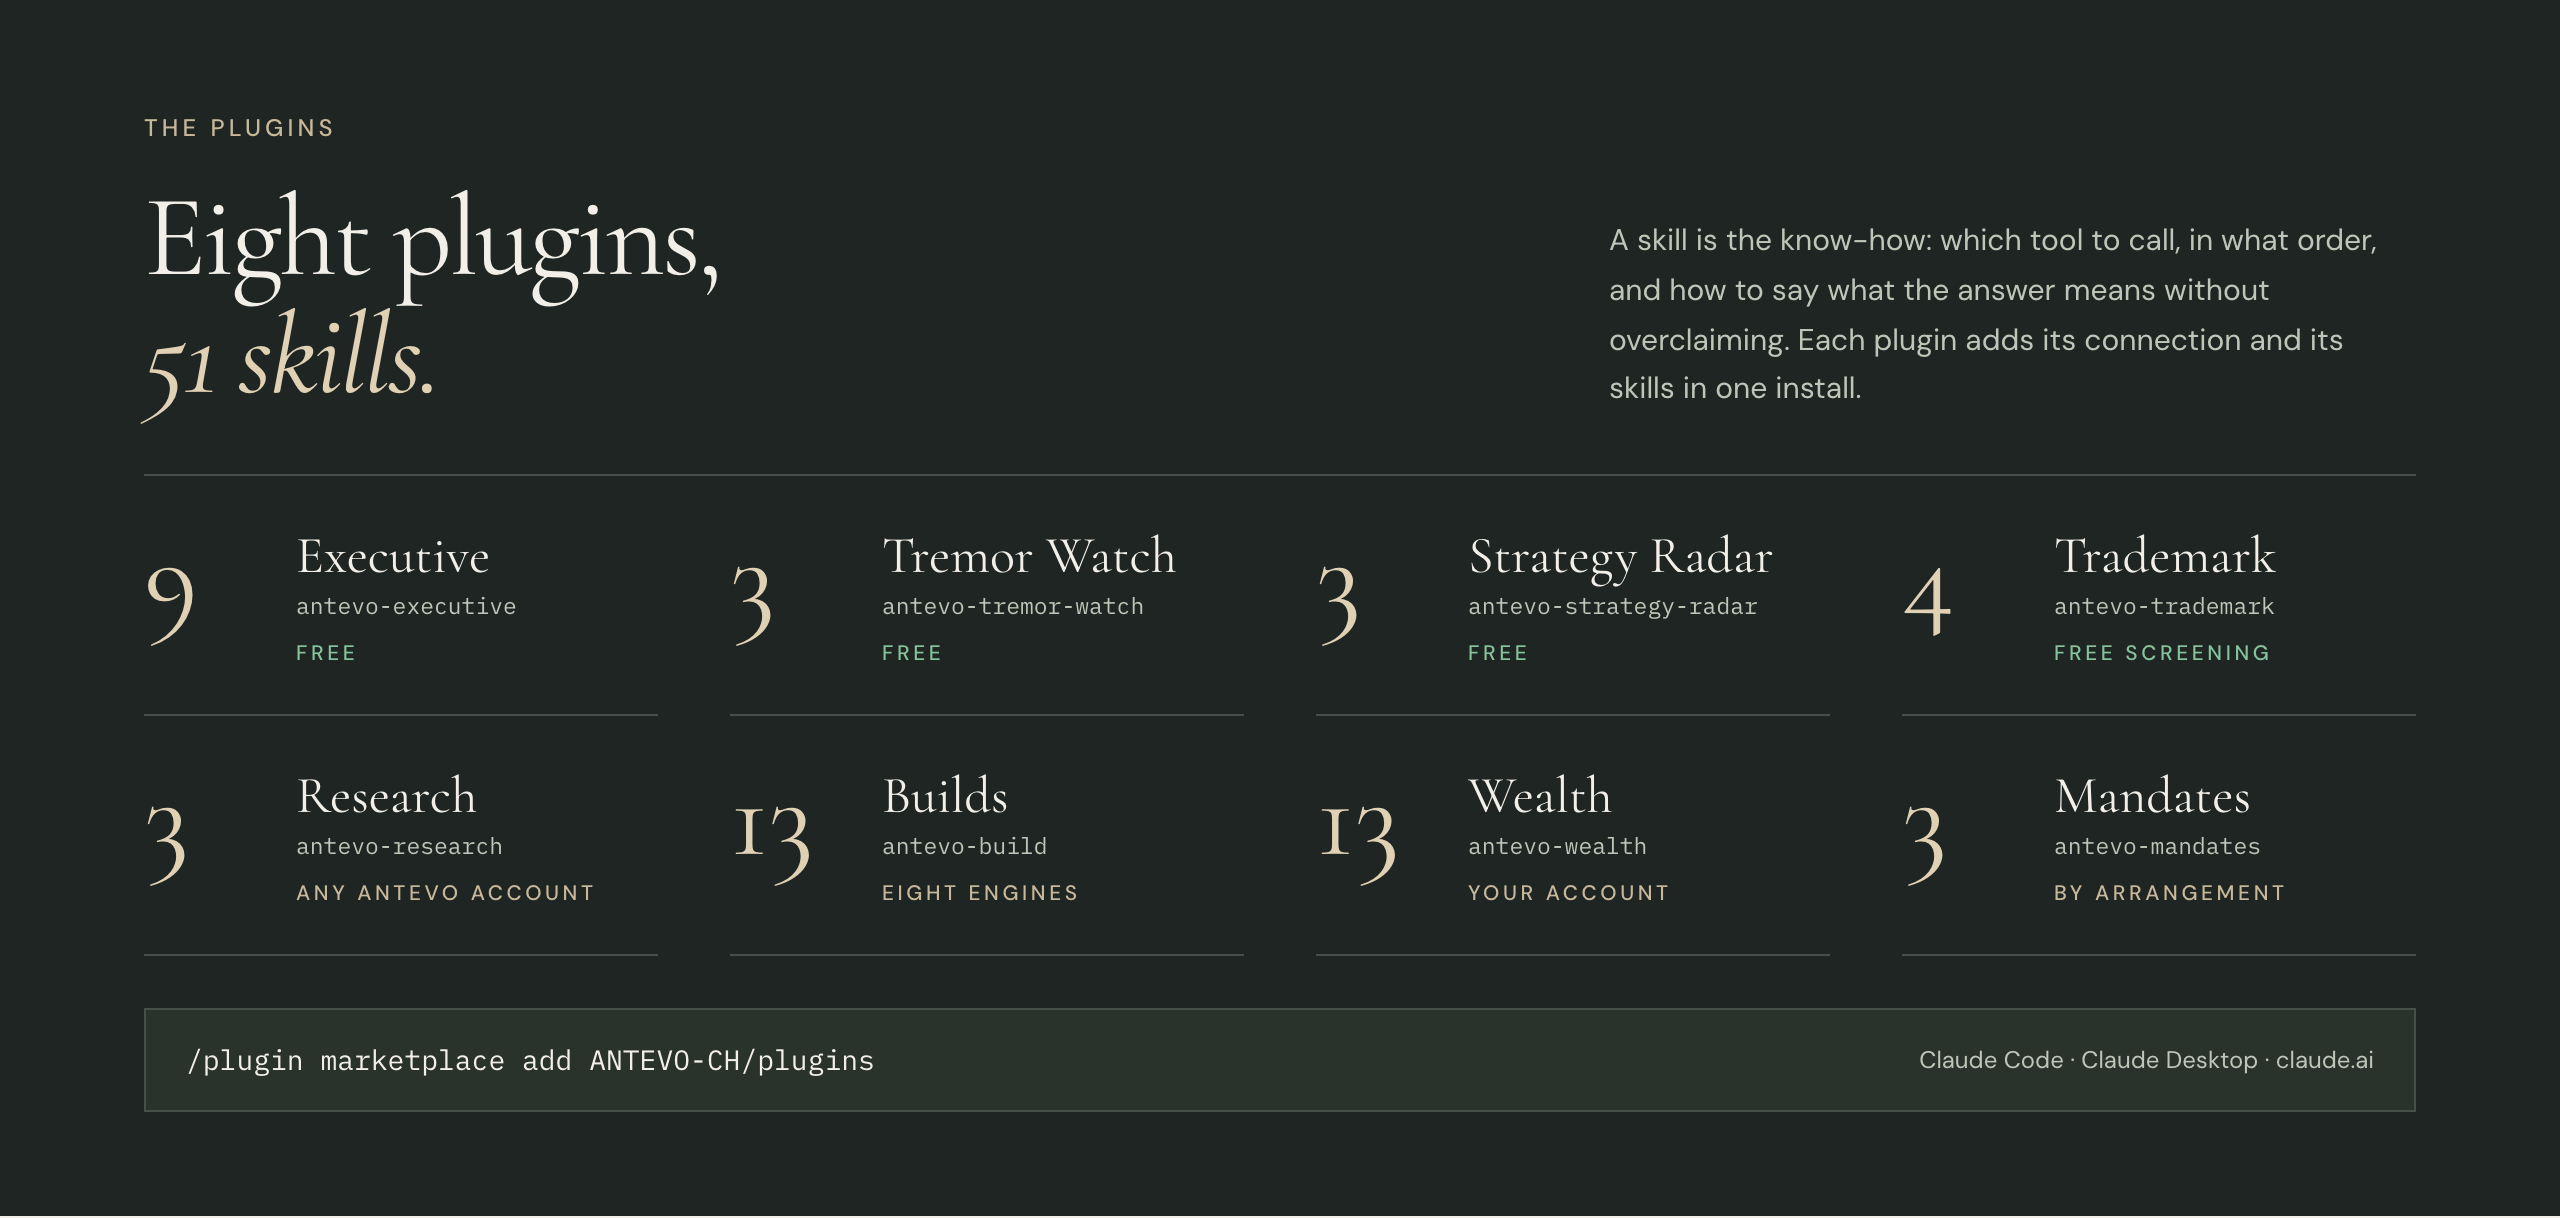 THE PLUGINS
Eight plugins,
51 skills.
A skill is the know-how: which tool to call, in what order,
and how to say what the answer means without
overclaiming. Each plugin adds its connection and its
skills in one install.
9
Executive
antevo-executive
FREE
3
Tremor Watch
antevo-tremor-watch
FREE
3
Strategy Radar
antevo-strategy-radar
FREE
4
Trademark
antevo-trademark
FREE SCREENING
3
Research
antevo-research
ANY ANTEVO ACCOUNT
13
Builds
antevo-build
EIGHT ENGINES
13
Wealth
antevo-wealth
YOUR ACCOUNT
3
Mandates
antevo-mandates
BY ARRANGEMENT
/plugin marketplace add ANTEVO-CH/plugins
Claude Code · Claude Desktop · claude.ai